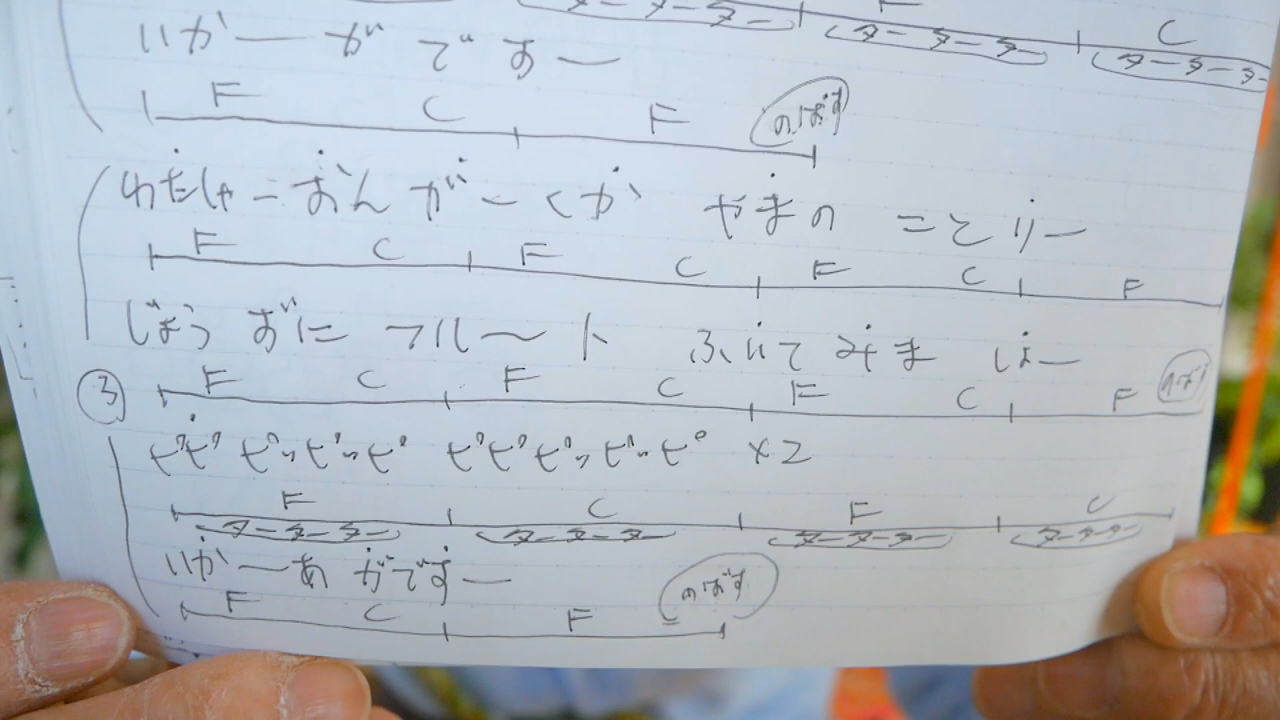 ターターター F C
いかーがですー ターターター ターターター
F C F のばす
わたしゃーおんがーくか やまの ことりー
F C F C F C F
じょうずに フルート ふいてみま しょー
③ F C F C F C F のばす
ピピピッピッピ ピピピッピッピ ×2
F C F C
ターターター ターターター ターターター ターターター
いかーあがですー
F C F のばす